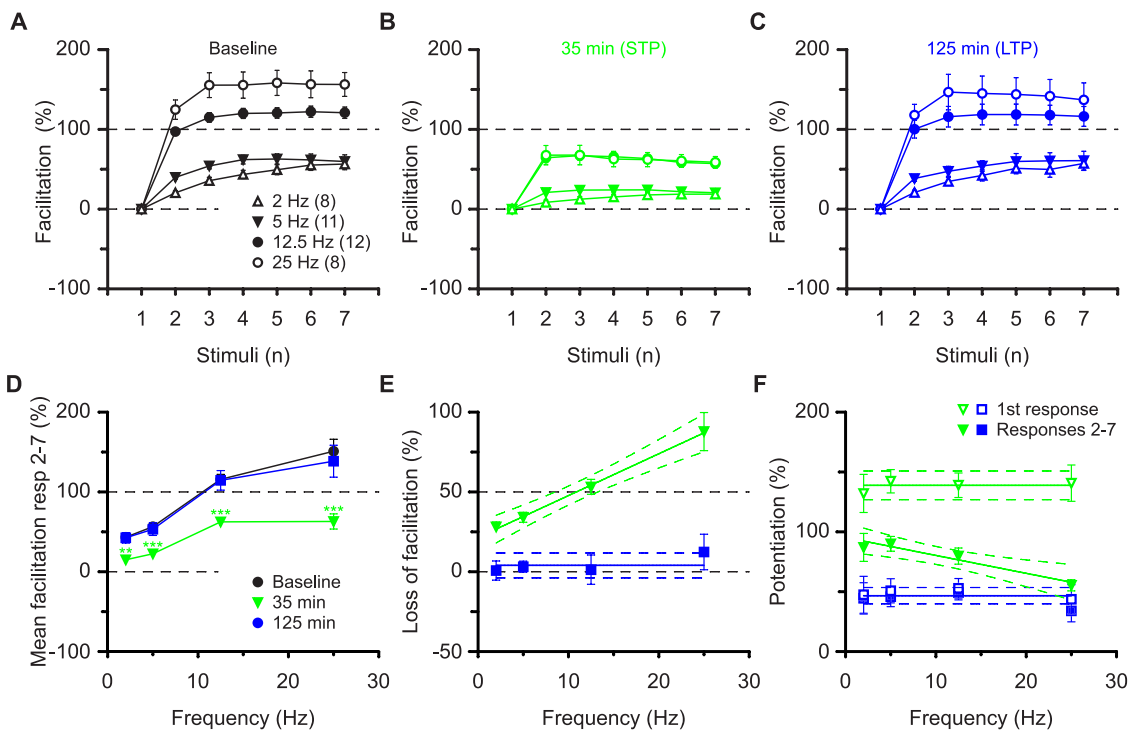 A
Baseline
Facilitation (%)
200
100
0
-100
1 2 3 4 5 6 7
Stimuli (n)
2 Hz (8)
5 Hz (11)
12.5 Hz (12)
25 Hz (8)
B
35 min (STP)
Facilitation (%)
200
100
0
-100
1 2 3 4 5 6 7
Stimuli (n)
C
125 min (LTP)
Facilitation (%)
200
100
0
-100
1 2 3 4 5 6 7
Stimuli (n)
D
Mean facilitation resp 2-7 (%)
200
100
0
-100
** *** *** ***
Baseline
35 min
125 min
0 10 20 30
Frequency (Hz)
E
Loss of facilitation (%)
100
50
0
-50
0 10 20 30
Frequency (Hz)
F
Potentiation (%)
200
100
0
1st response
Responses 2-7
0 10 20 30
Frequency (Hz)